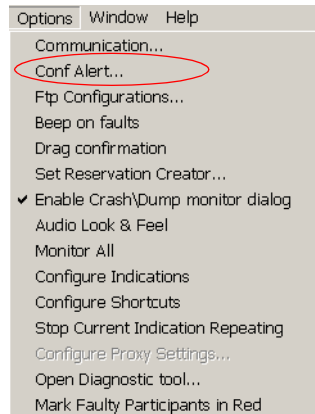 Options Window Help
Communication...
Conf Alert...
Ftp Configurations...
Beep on faults
Drag confirmation
Set Reservation Creator...
Enable Crash\Dump monitor dialog
Audio Look & Feel
Monitor All
Configure Indications
Configure Shortcuts
Stop Current Indication Repeating
Configure Proxy Settings...
Open Diagnostic tool...
Mark Faulty Participants in Red